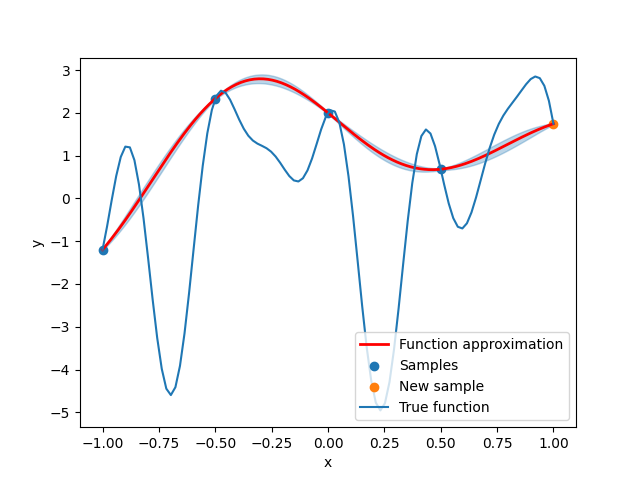 3
2
1
0
−1
−2
−3
−4
−5
y
Function approximation
Samples
New sample
True function
−1.00 −0.75 −0.50 −0.25 0.00 0.25 0.50 0.75 1.00
x